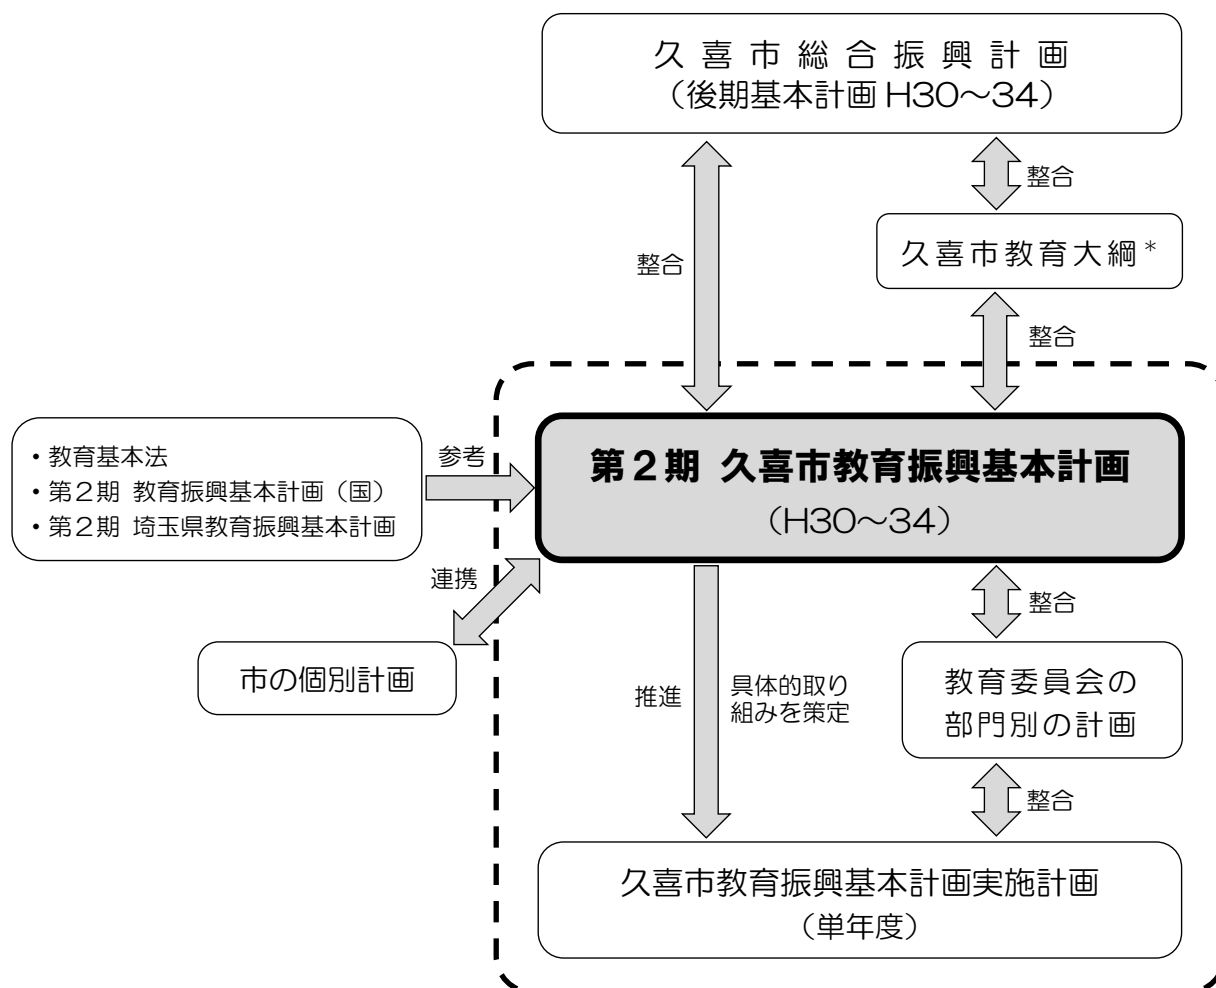 久喜市総合振興計画
（後期基本計画 H30～34）
整合
整合
久喜市教育大綱*
整合
・教育基本法
・第２期 教育振興基本計画（国）
・第２期 埼玉県教育振興基本計画
参考
第２期 久喜市教育振興基本計画
（H30～34）
連携
市の個別計画
整合
推進
具体的取り
組みを策定
教育委員会の
部門別の計画
整合
久喜市教育振興基本計画実施計画
（単年度）